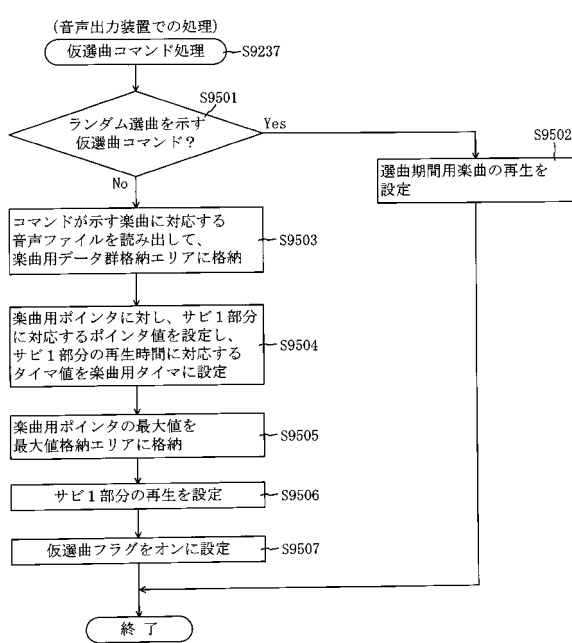 (音声出力装置での処理)
仮選曲コマンド処理
S9237
S9501
ランダム選曲を示す
仮選曲コマンド?
Yes
No
S9502
選曲期間用楽曲の再生を
設定
コマンドが示す楽曲に対応する
音声ファイルを読み出して、
楽曲用データ群格納エリアに格納
S9503
楽曲用ポインタに対し、サビ1部分
に対応するポインタ値を設定し、
サビ1部分の再生時間に対応する
タイマ値を楽曲用タイマに設定
S9504
楽曲用ポインタの最大値を
最大値格納エリアに格納
S9505
サビ1部分の再生を設定
S9506
仮選曲フラグをオンに設定
S9507
終 了